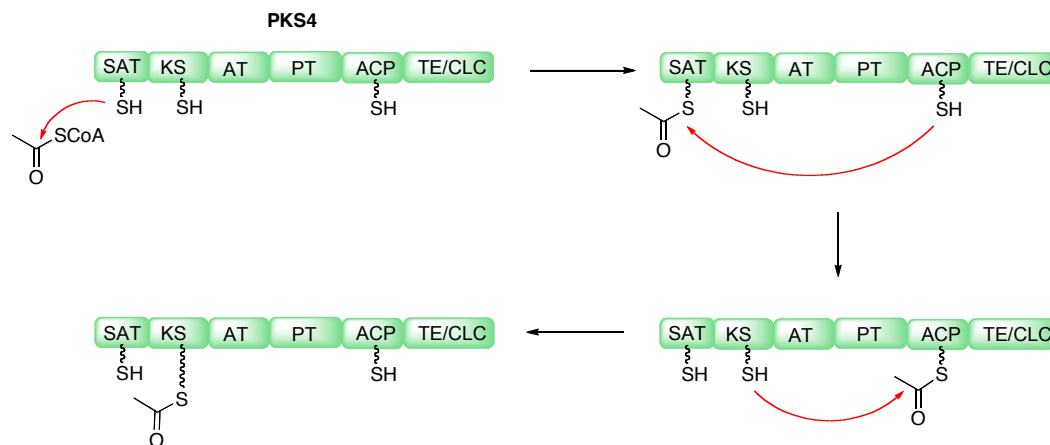 PKS4
SAT KS AT PT ACP TE/CLC
SH SH SH
SCoA
O
SAT KS AT PT ACP TE/CLC
S SH SH
O
SAT KS AT PT ACP TE/CLC
SH SH
S
O
SAT KS AT PT ACP TE/CLC
SH SH S
O